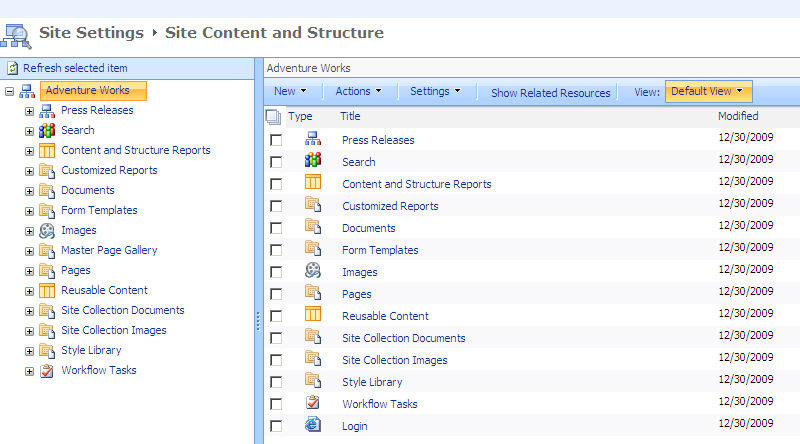 Site Settings › Site Content and Structure
Refresh selected item
Adventure Works
Press Releases
Search
Content and Structure Reports
Customized Reports
Documents
Form Templates
Images
Master Page Gallery
Pages
Reusable Content
Site Collection Documents
Site Collection Images
Style Library
Workflow Tasks
Adventure Works
New Actions Settings Show Related Resources View: Default View
Type Title Modified
Press Releases 12/30/2009
Search 12/30/2009
Content and Structure Reports 12/30/2009
Customized Reports 12/30/2009
Documents 12/30/2009
Form Templates 12/30/2009
Images 12/30/2009
Pages 12/30/2009
Reusable Content 12/30/2009
Site Collection Documents 12/30/2009
Site Collection Images 12/30/2009
Style Library 12/30/2009
Workflow Tasks 12/30/2009
Login 12/30/2009